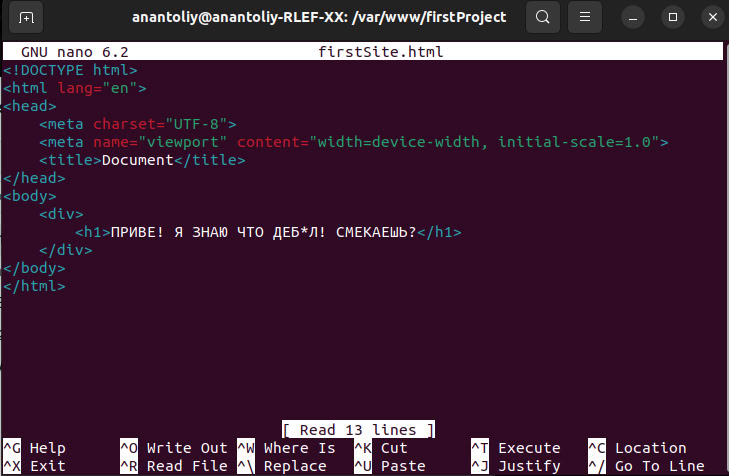 anantoliy@anantoliy-RLEF-XX: /var/www/firstProject
GNU nano 6.2 firstSite.html
<!DOCTYPE html>
<html lang="en">
<head>
    <meta charset="UTF-8">
    <meta name="viewport" content="width=device-width, initial-scale=1.0">
    <title>Document</title>
</head>
<body>
    <div>
        <h1>ПРИВЕ! Я ЗНАЮ ЧТО ДЕБ*Л! СМЕКАЕШЬ?</h1>
    </div>
</body>
</html>
[ Read 13 lines ]
^G Help ^O Write Out ^W Where Is ^K Cut ^T Execute ^C Location
^X Exit ^R Read File ^\ Replace ^U Paste ^J Justify ^/ Go To Line